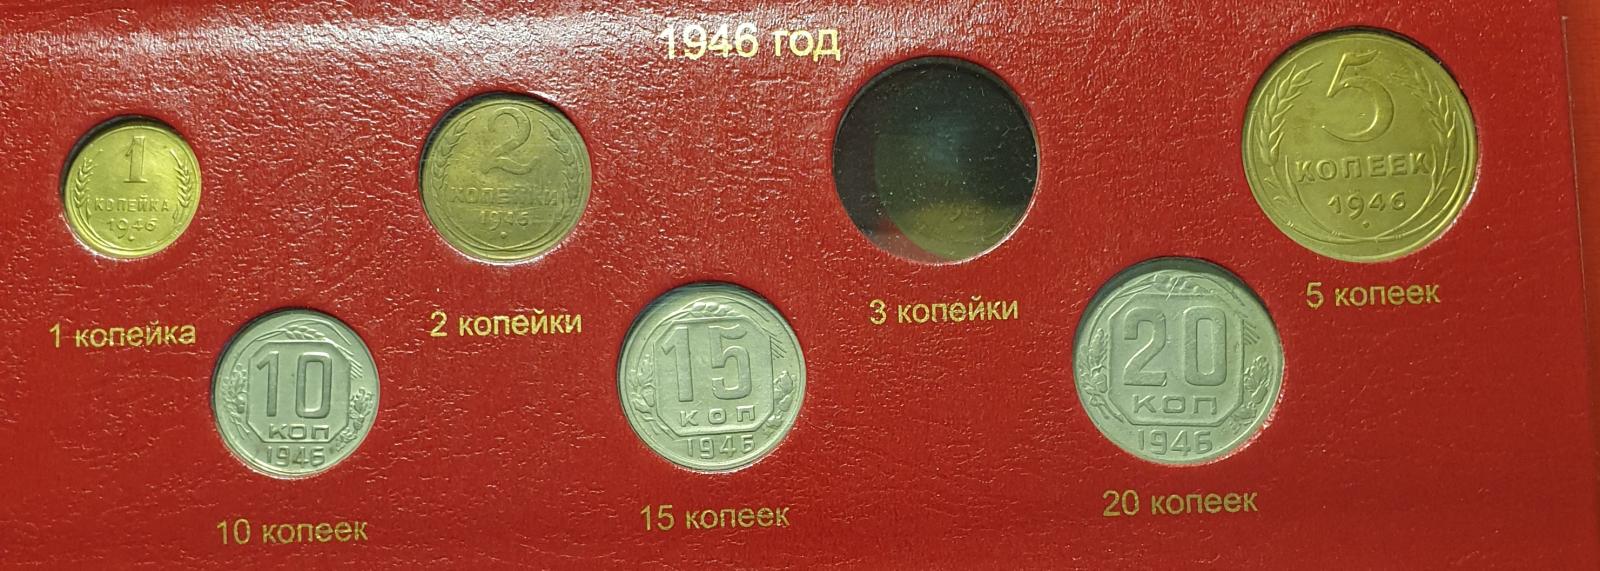 1946 год
1
КОПЕЙКА
1946
2
КОПЕЙКИ
1946
5
КОПЕЕК
1946
1 копейка
2 копейки
3 копейки
5 копеек
10
КОП
1946
15
КОП
1946
20
КОП
1946
10 копеек
15 копеек
20 копеек